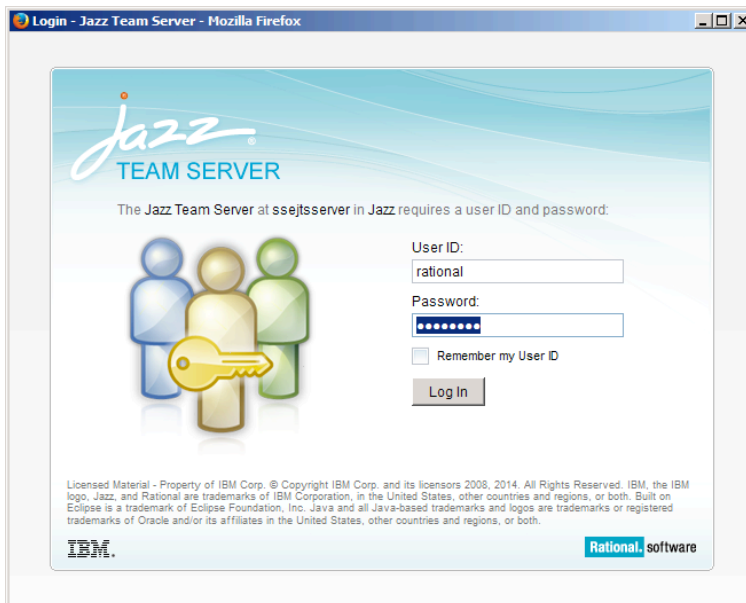 Login - Jazz Team Server - Mozilla Firefox
jazz®
TEAM SERVER
The Jazz Team Server at ssejtsserver in Jazz requires a user ID and password:
User ID:
rational
Password:
Remember my User ID
Log In
Licensed Material - Property of IBM Corp. © Copyright IBM Corp. and its licensors 2008, 2014. All Rights Reserved. IBM, the IBM
logo, Jazz, and Rational are trademarks of IBM Corporation, in the United States, other countries and regions, or both. Built on
Eclipse is a trademark of Eclipse Foundation, Inc. Java and all Java-based trademarks and logos are trademarks or registered
trademarks of Oracle and/or its affiliates in the United States, other countries and regions, or both.
IBM.
Rational. software